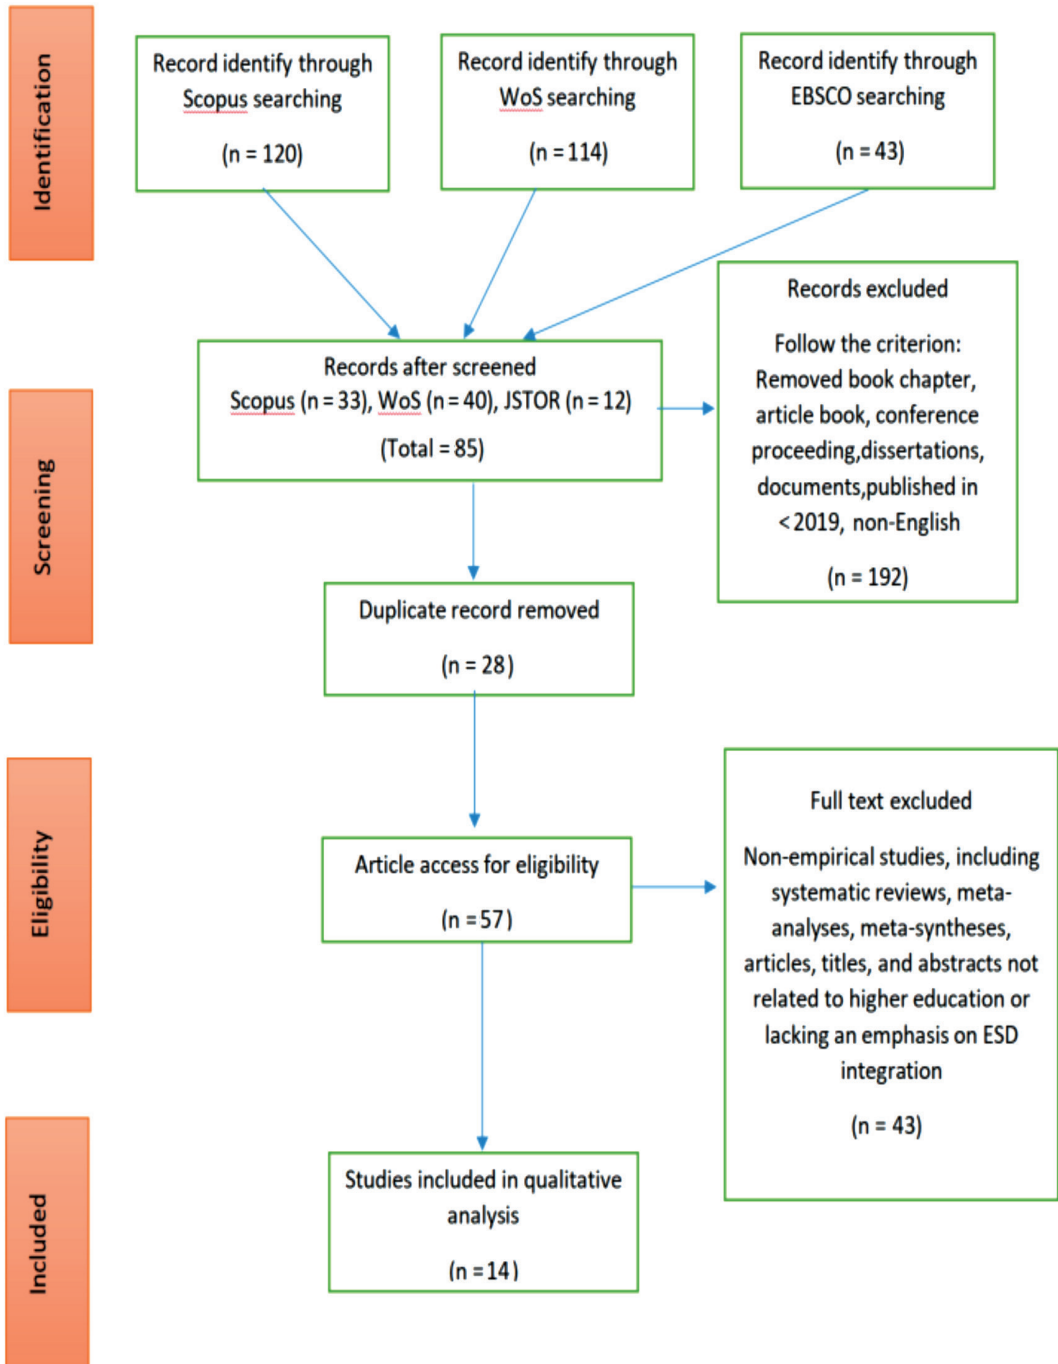 Identification
Record identify through
Scopus searching
(n = 120)
Record identify through
WoS searching
(n = 114)
Record identify through
EBSCO searching
(n = 43)
Records excluded
Follow the criterion:
Removed book chapter,
article book, conference
proceeding,dissertations,
documents,published in
< 2019, non-English
(n = 192)
Screening
Records after screened
Scopus (n = 33), WoS (n = 40), JSTOR (n = 12)
(Total = 85)
Duplicate record removed
(n = 28)
Eligibility
Article access for eligibility
(n = 57)
Full text excluded
Non-empirical studies, including
systematic reviews, meta-
analyses, meta-syntheses,
articles, titles, and abstracts not
related to higher education or
lacking an emphasis on ESD
integration
(n = 43)
Included
Studies included in qualitative
analysis
(n = 14)